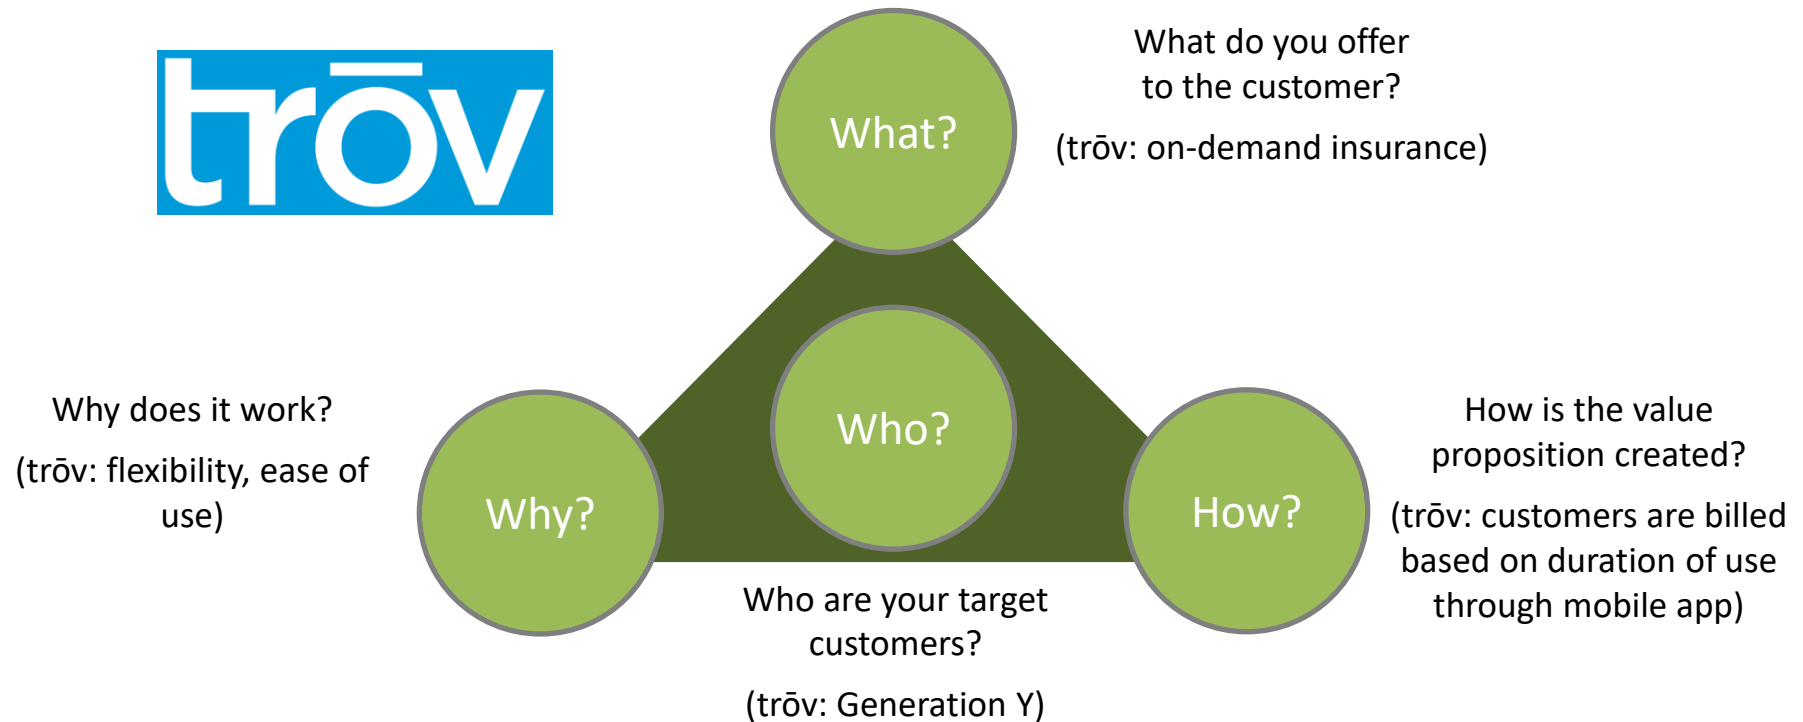 trōv
What?
What do you offer
to the customer?
(trōv: on-demand insurance)
Who?
Why does it work?
(trōv: flexibility, ease of
use)
Why?
How?
How is the value
proposition created?
(trōv: customers are billed
based on duration of use
through mobile app)
Who are your target
customers?
(trōv: Generation Y)